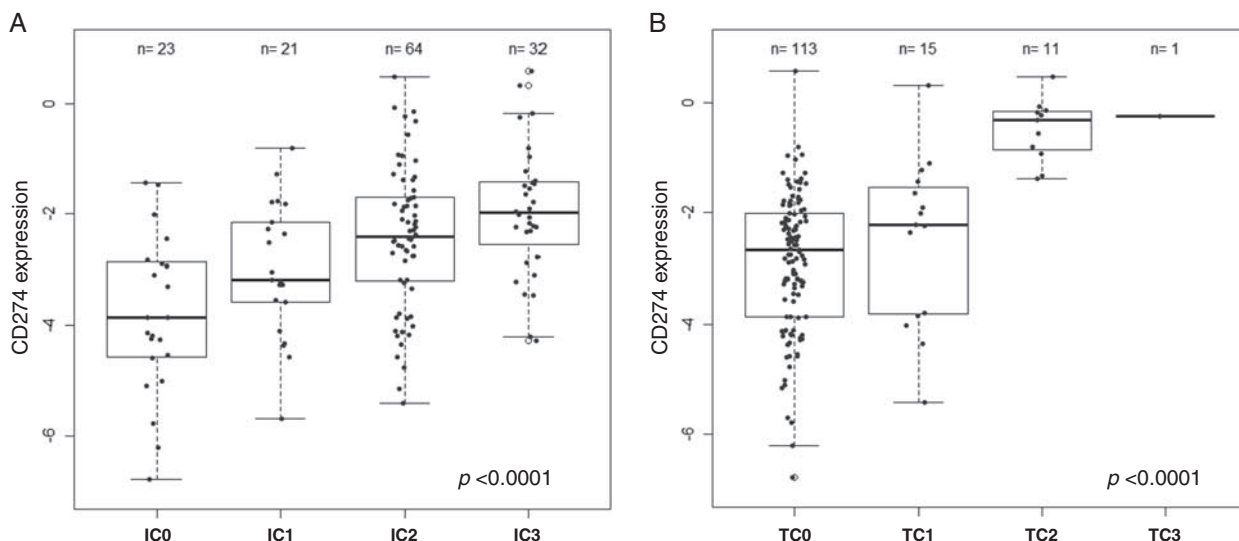 A
n= 23 n= 21 n= 64 n= 32
CD274 expression
0
-2
-4
-6
p <0.0001
IC0 IC1 IC2 IC3
B
n= 113 n= 15 n= 11 n= 1
CD274 expression
0
-2
-4
-6
p <0.0001
TC0 TC1 TC2 TC3